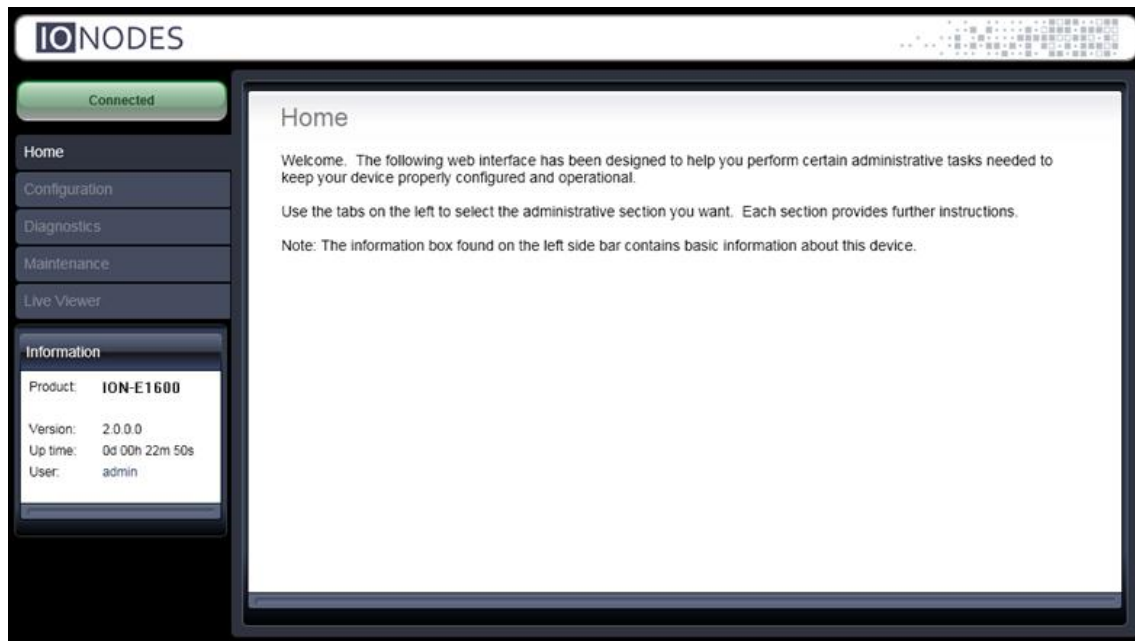 IONODES
Connected
Home
Configuration
Diagnostics
Maintenance
Live Viewer
Information
Product: ION-E1600
Version: 2.0.0.0
Up time: 0d 00h 22m 50s
User: admin
Home
Welcome. The following web interface has been designed to help you perform certain administrative tasks needed to
keep your device properly configured and operational.
Use the tabs on the left to select the administrative section you want. Each section provides further instructions.
Note: The information box found on the left side bar contains basic information about this device.